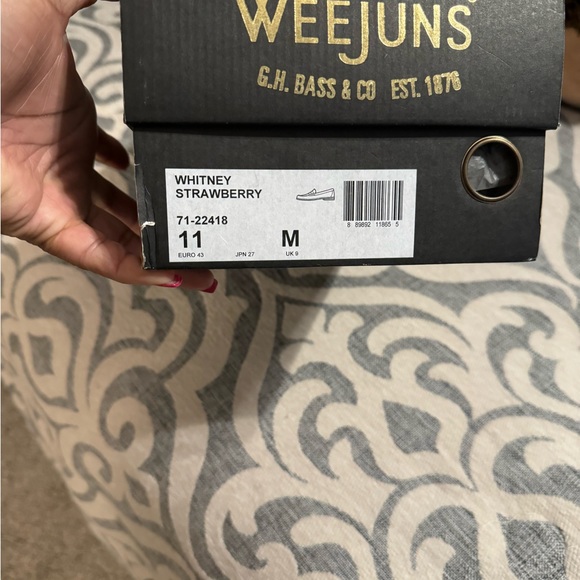 WEEJUNS
G.H. BASS & CO EST. 1876
WHITNEY
STRAWBERRY
71-22418
11 M
EURO 43 JPN 27 UK 9
8 89892 11865 5